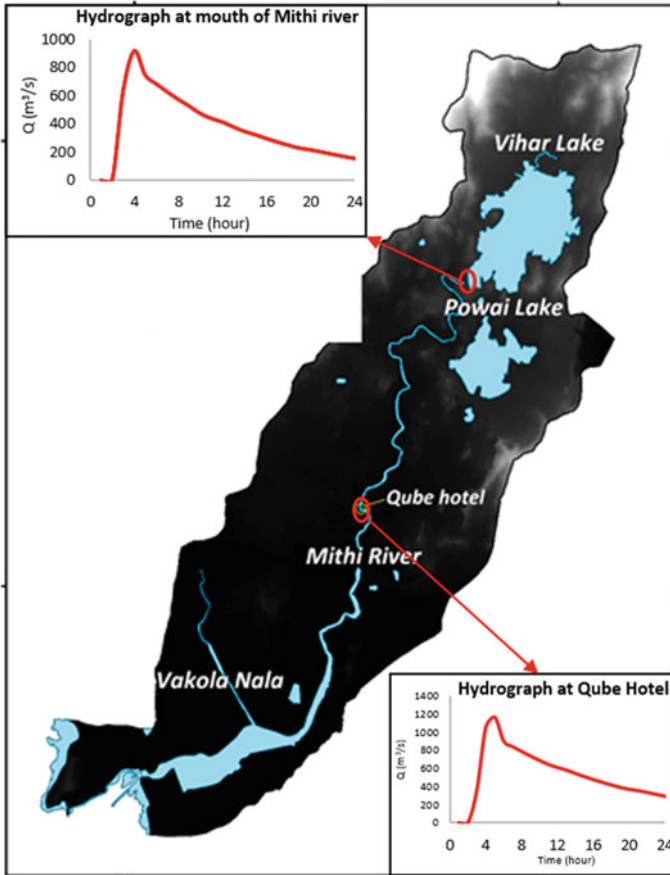 Hydrograph at mouth of Mithi river
1000
800
600
400
200
0
Q (m³/s)
0 4 8 12 16 20 24
Time (hour)
Vihar Lake
Powai Lake
Qube hotel
Mithi River
Vakola Nala
Hydrograph at Qube Hotel
1400
1200
1000
800
600
400
200
0
Q (m³/s)
0 4 8 12 16 20 24
Time (hour)